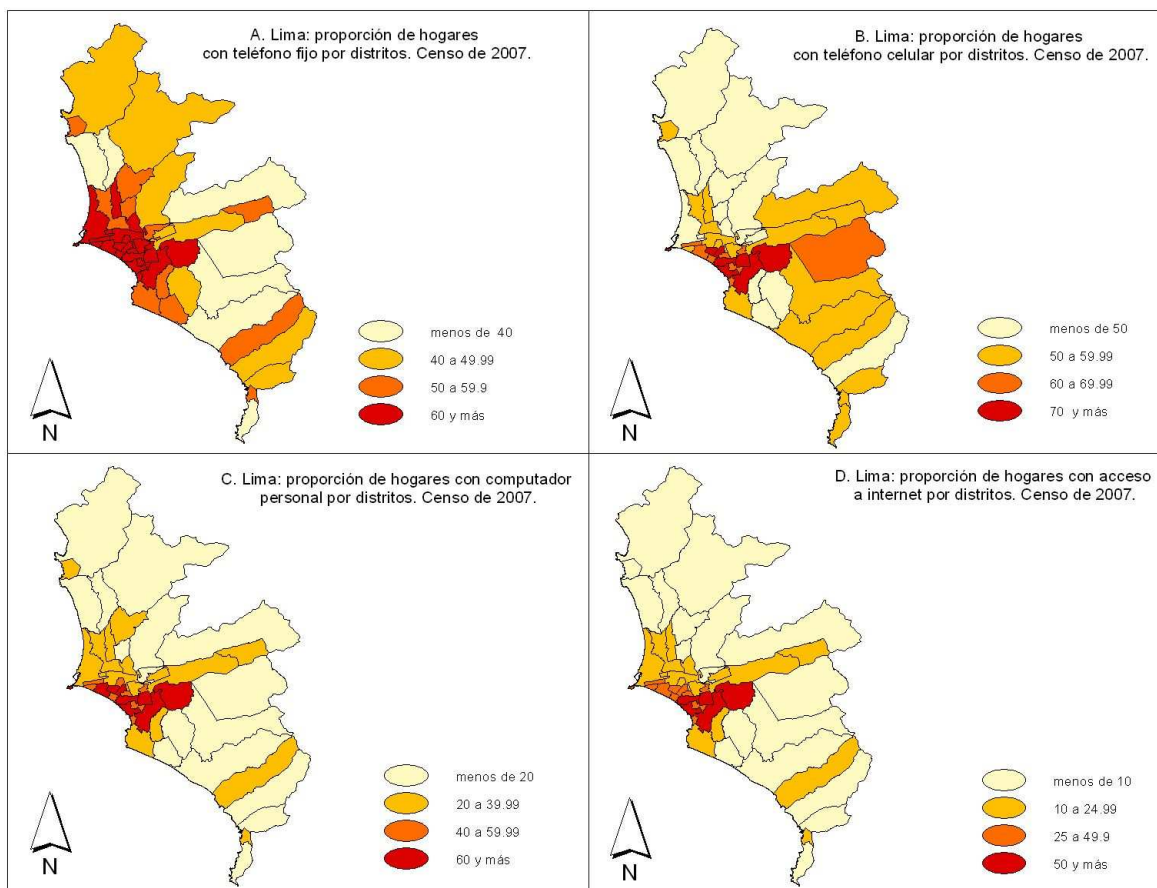 A. Lima: proporción de hogares
con teléfono fijo por distritos. Censo de 2007.
menos de 40
40 a 49.99
50 a 59.9
60 y más
N
B. Lima: proporción de hogares
con teléfono celular por distritos. Censo de 2007.
menos de 50
50 a 59.99
60 a 69.99
70 y más
N
C. Lima: proporción de hogares con computador
personal por distritos. Censo de 2007.
menos de 20
20 a 39.99
40 a 59.99
60 y más
N
D. Lima: proporción de hogares con acceso
a internet por distritos. Censo de 2007.
menos de 10
10 a 24.99
25 a 49.9
50 y más
N